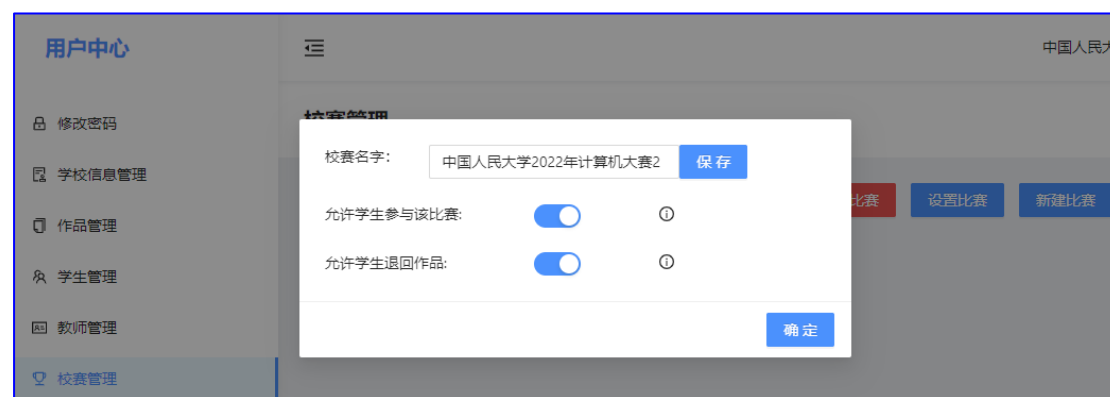 用户中心
中国人民
修改密码
校赛管理
校赛名字:
中国人民大学2022年计算机大赛2
保存
学校信息管理
比赛
设置比赛
新建比赛
允许学生参与该比赛:
作品管理
允许学生退回作品:
学生管理
教师管理
确定
校赛管理